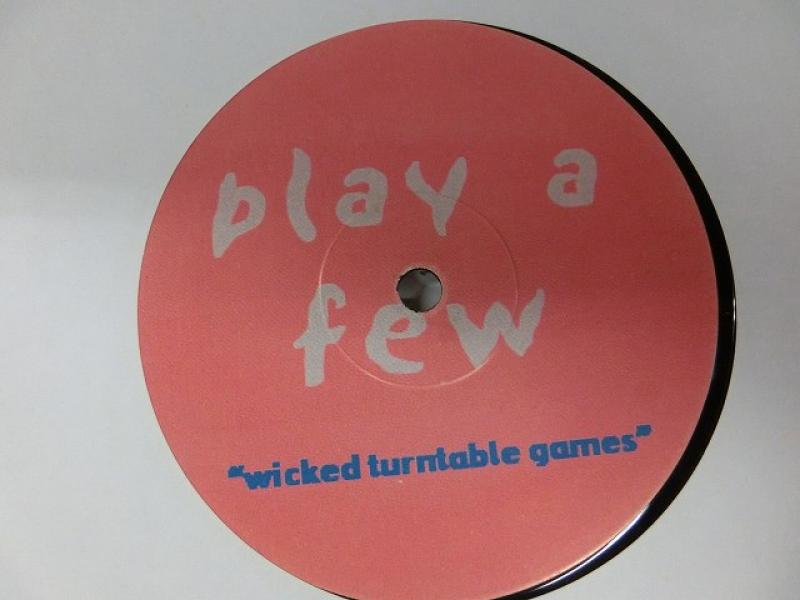 play a
few
“wicked turntable games”